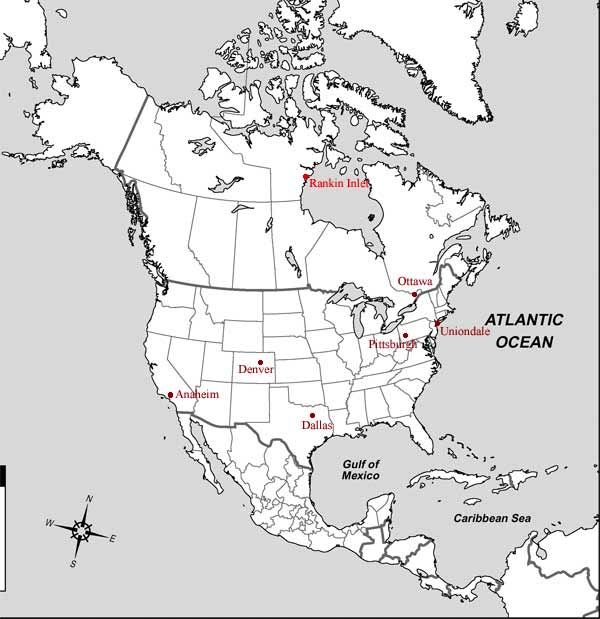 Rankin Inlet
Ottawa
ATLANTIC
OCEAN
Uniondale
Pittsburgh
Denver
Anaheim
Dallas
Gulf of
Mexico
Caribbean Sea
N
W
E
S